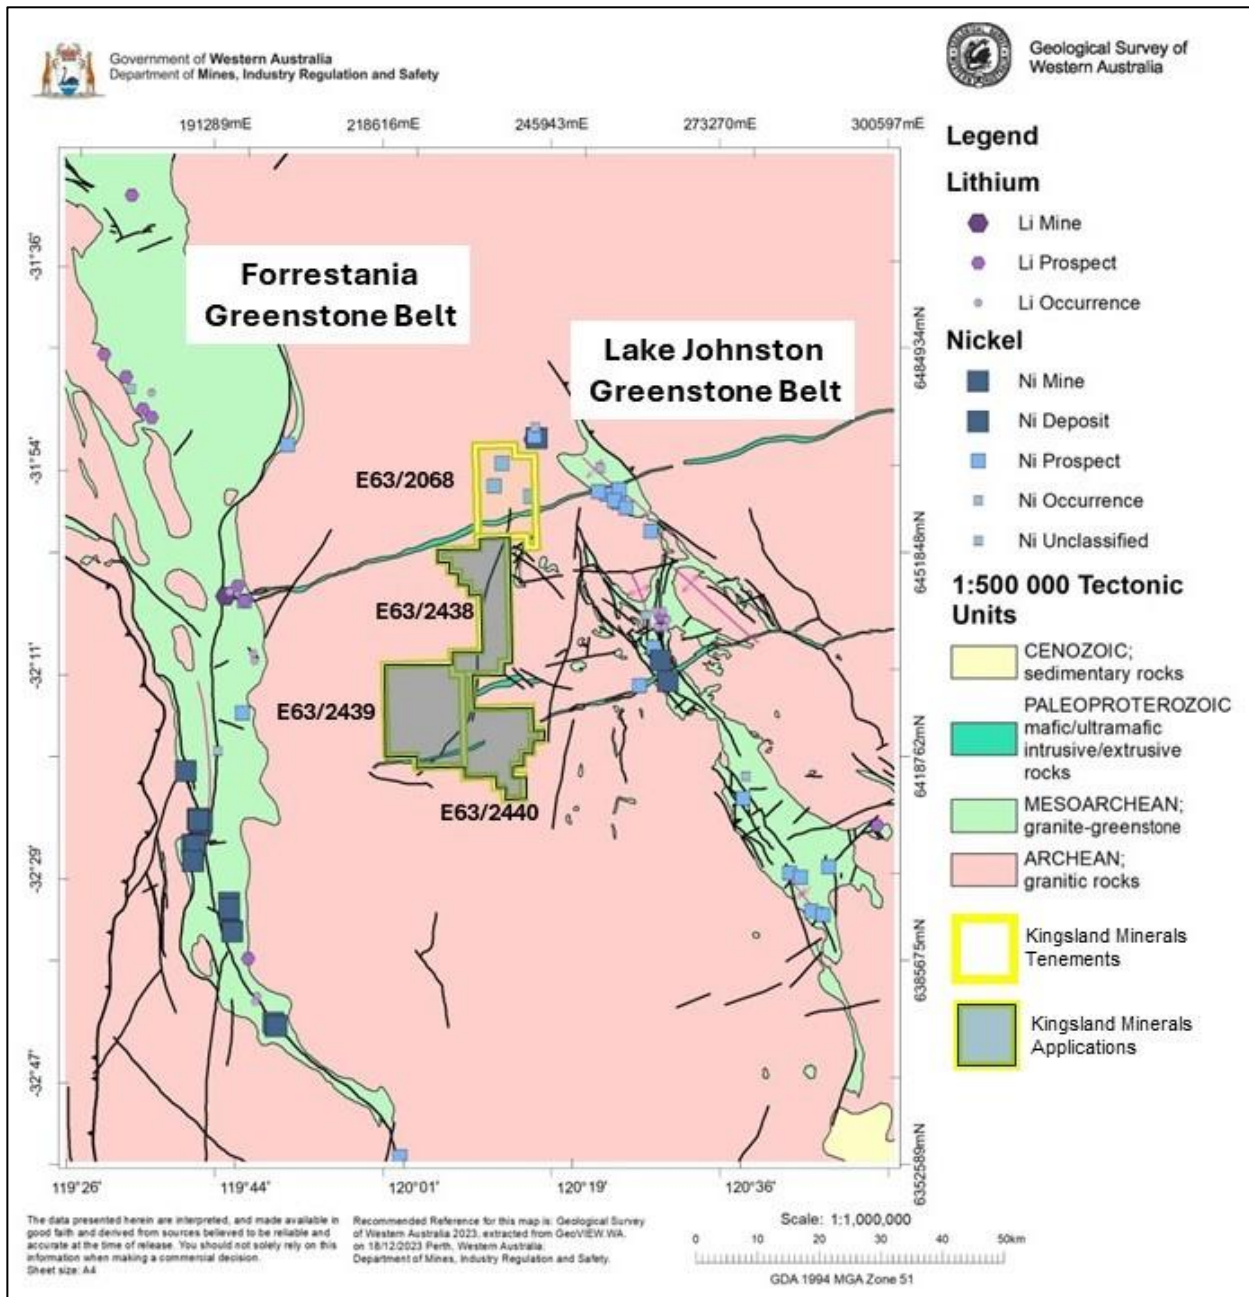 Government of Western Australia
Department of Mines, Industry Regulation and Safety
Geological Survey of
Western Australia
191289mE
218616mE
245943mE
273270mE
300597mE
-31°36'
-31°54'
-32°11'
-32°29'
-32°47'
Forrestania
Greenstone Belt
Lake Johnston
Greenstone Belt
E63/2068
E63/2438
E63/2439
E63/2440
6484934mN
6451848mN
6418762mN
6385675mN
6352589mN
119°26
119°44
120°01
120°19
120°36
Legend
Lithium
Li Mine
Li Prospect
Li Occurrence
Nickel
Ni Mine
Ni Deposit
Ni Prospect
Ni Occurrence
Ni Unclassified
1:500 000 Tectonic
Units
CENOZOIC;
sedimentary rocks
PALEOPROTEROZOIC
mafic/ultramafic
intrusive/extrusive
rocks
MESOARCHEAN;
granite-greenstone
ARCHEAN;
granitic rocks
Kingsland Minerals
Tenements
Kingsland Minerals
Applications
The data presented herein are interpreted, and made available in
good faith and derived from sources believed to be reliable and
accurate at the time of release. You should not solely rely on this
information when making a commercial decision.
Sheet size: A4
Recommended Reference for this map is: Geological Survey
of Western Australia 2023, extracted from GeoVIEW.WA.
on 18/12/2023 Perth, Western Australia:
Department of Mines, Industry Regulation and Safety.
Scale: 1:1,000,000
0 10 20 30 40 50km
GDA 1994 MGA Zone 51